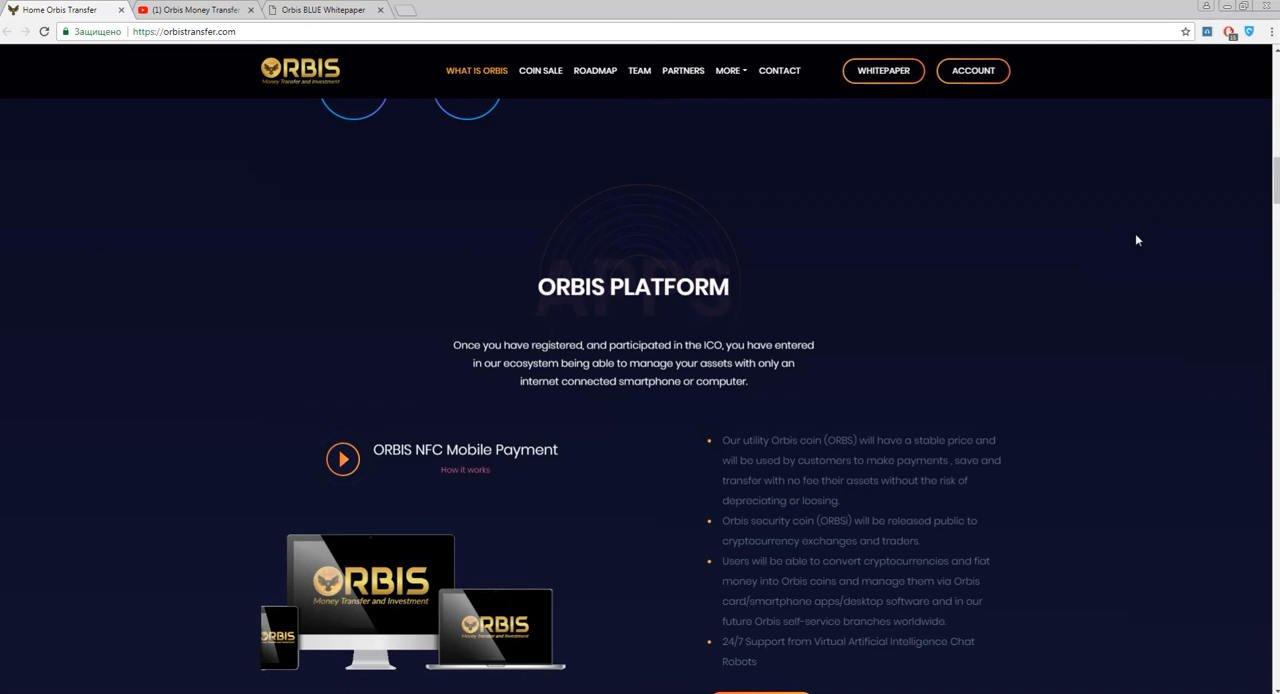 Home Orbis Transfer
(1) Orbis Money Transfer
Orbis BLUE Whitepaper
Защищено
https://orbistransfer.com
ORBIS
Money Transfer and Investment
WHAT IS ORBIS
COIN SALE
ROADMAP
TEAM
PARTNERS
MORE
CONTACT
WHITEPAPER
ACCOUNT
APPS
ORBIS PLATFORM
Once you have registered, and participated in the ICO, you have entered
in our ecosystem being able to manage your assets with only an
internet connected smartphone or computer.
ORBIS NFC Mobile Payment
How it works
ORBIS
Money Transfer and Investment
ORBIS
Money Transfer and Investment
Our utility Orbis coin (ORBS) will have a stable price and
will be used by customers to make payments , save and
transfer with no fee their assets without the risk of
depreciating or loosing.
Orbis security coin (ORBSi) will be released public to
cryptocurrency exchanges and traders.
Users will be able to convert cryptocurrencies and fiat
money into Orbis coins and manage them via Orbis
card/smartphone apps/desktop software and in our
future Orbis self-service branches worldwide.
24/7 Support from Virtual Artificial Intelligence Chat
Robots